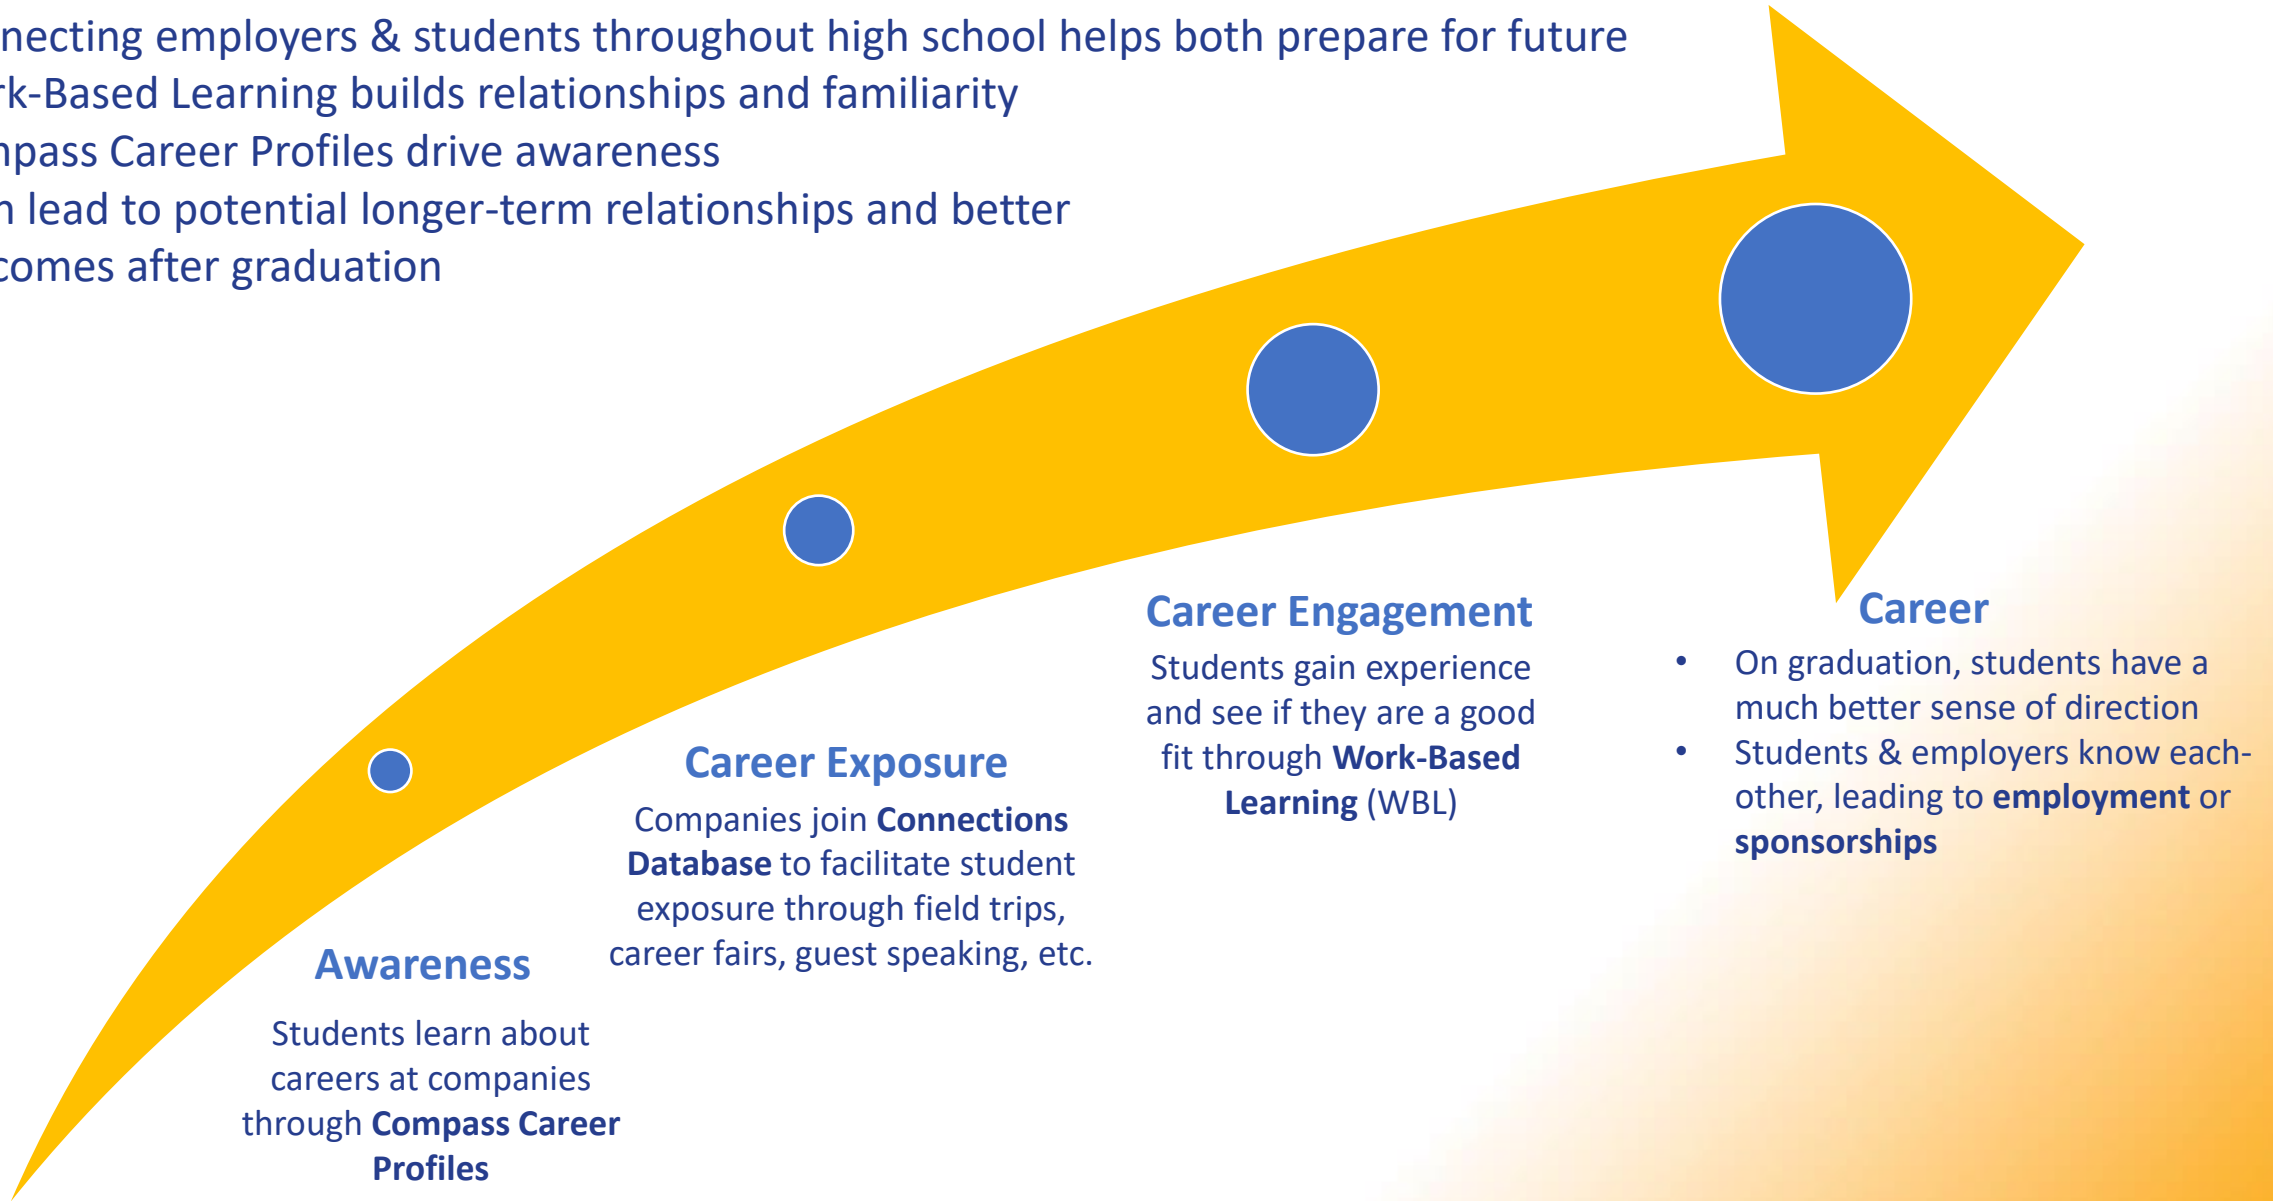 necting employers & students throughout high school helps both prepare for future
rk-Based Learning builds relationships and familiarity
npass Career Profiles drive awareness
n lead to potential longer-term relationships and better
comes after graduation
Career Engagement
Students gain experience
and see if they are a good
fit through Work-Based
Learning (WBL)
Career
• On graduation, students have a
much better sense of direction
• Students & employers know each-
other, leading to employment or
sponsorships
Career Exposure
Companies join Connections
Database to facilitate student
exposure through field trips,
career fairs, guest speaking, etc.
Awareness
Students learn about
careers at companies
through Compass Career
Profiles